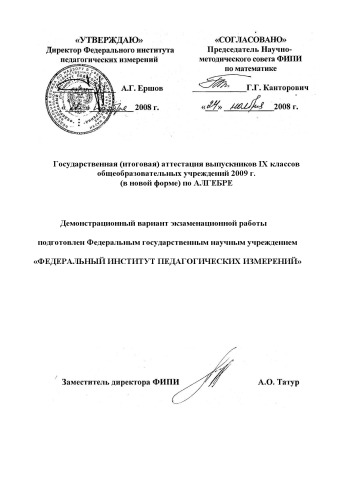 «УТВЕРЖДАЮ»
Директор Федерального института
педагогических измерений
А.Г. Ершов
2008 г.
«СОГЛАСОВАНО»
Председатель Научно-
методического совета ФИПИ
по математике
Г.Г. Канторович
«24» ноября 2008 г.
Государственная (итоговая) аттестация выпускников IX классов
общеобразовательных учреждений 2009 г.
(в новой форме) по АЛГЕБРЕ
Демонстрационный вариант экзаменационной работы
подготовлен Федеральным государственным научным учреждением
«ФЕДЕРАЛЬНЫЙ ИНСТИТУТ ПЕДАГОГИЧЕСКИХ ИЗМЕРЕНИЙ»
Заместитель директора ФИПИ А.О. Татур